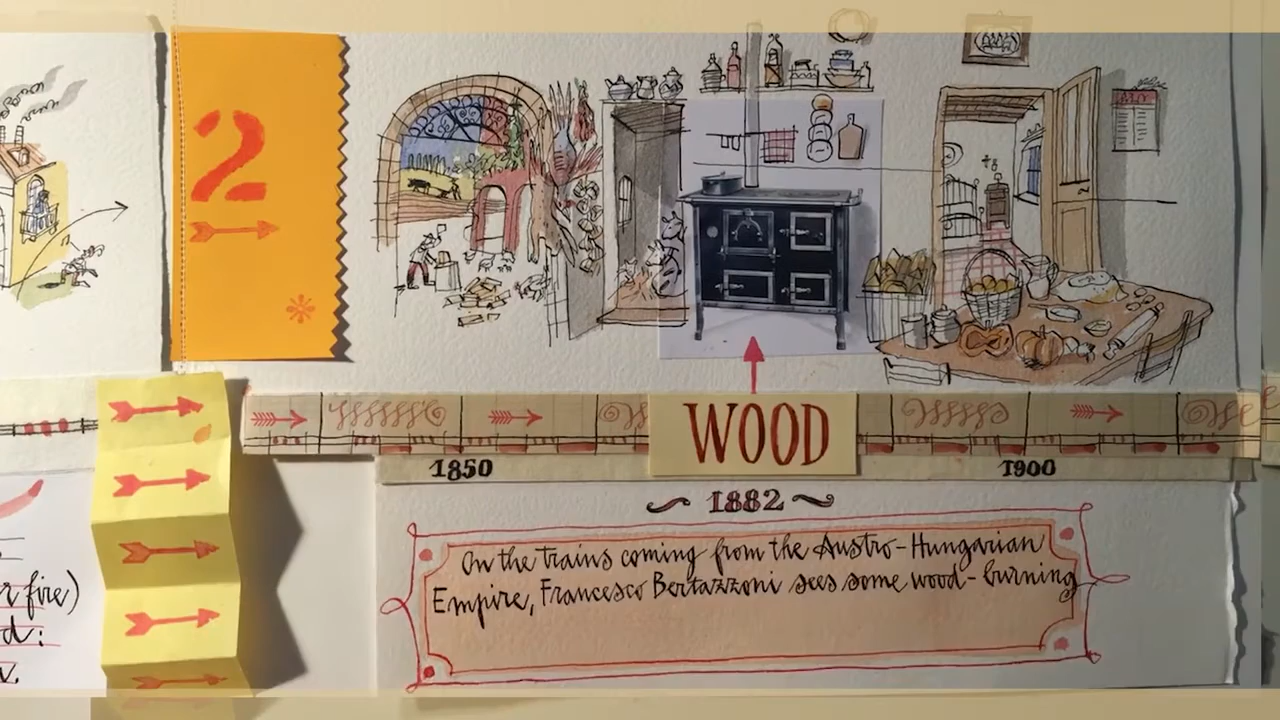 2
WOOD
1850
1900
1882
On the trains coming from the Austro-Hungarian
Empire, Francesco Bertazzoni sees some wood-burning
r fire)
d:
v.